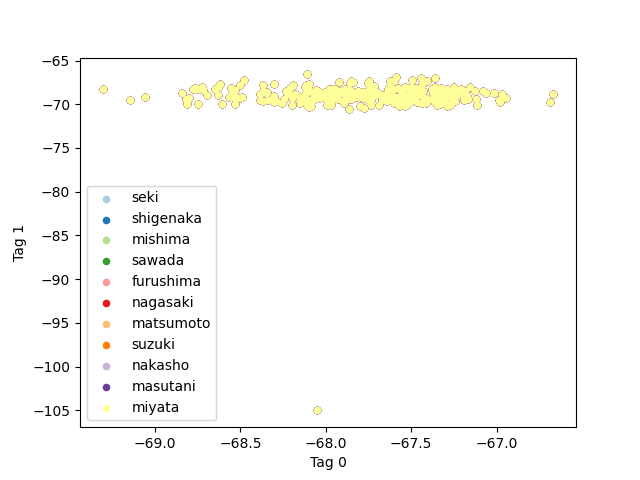 −65
−70
−75
−80
−85
−90
−95
−100
−105
Tag 1
seki
shigenaka
mishima
sawada
furushima
nagasaki
matsumoto
suzuki
nakasho
masutani
miyata
−69.0 −68.5 −68.0 −67.5 −67.0
Tag 0